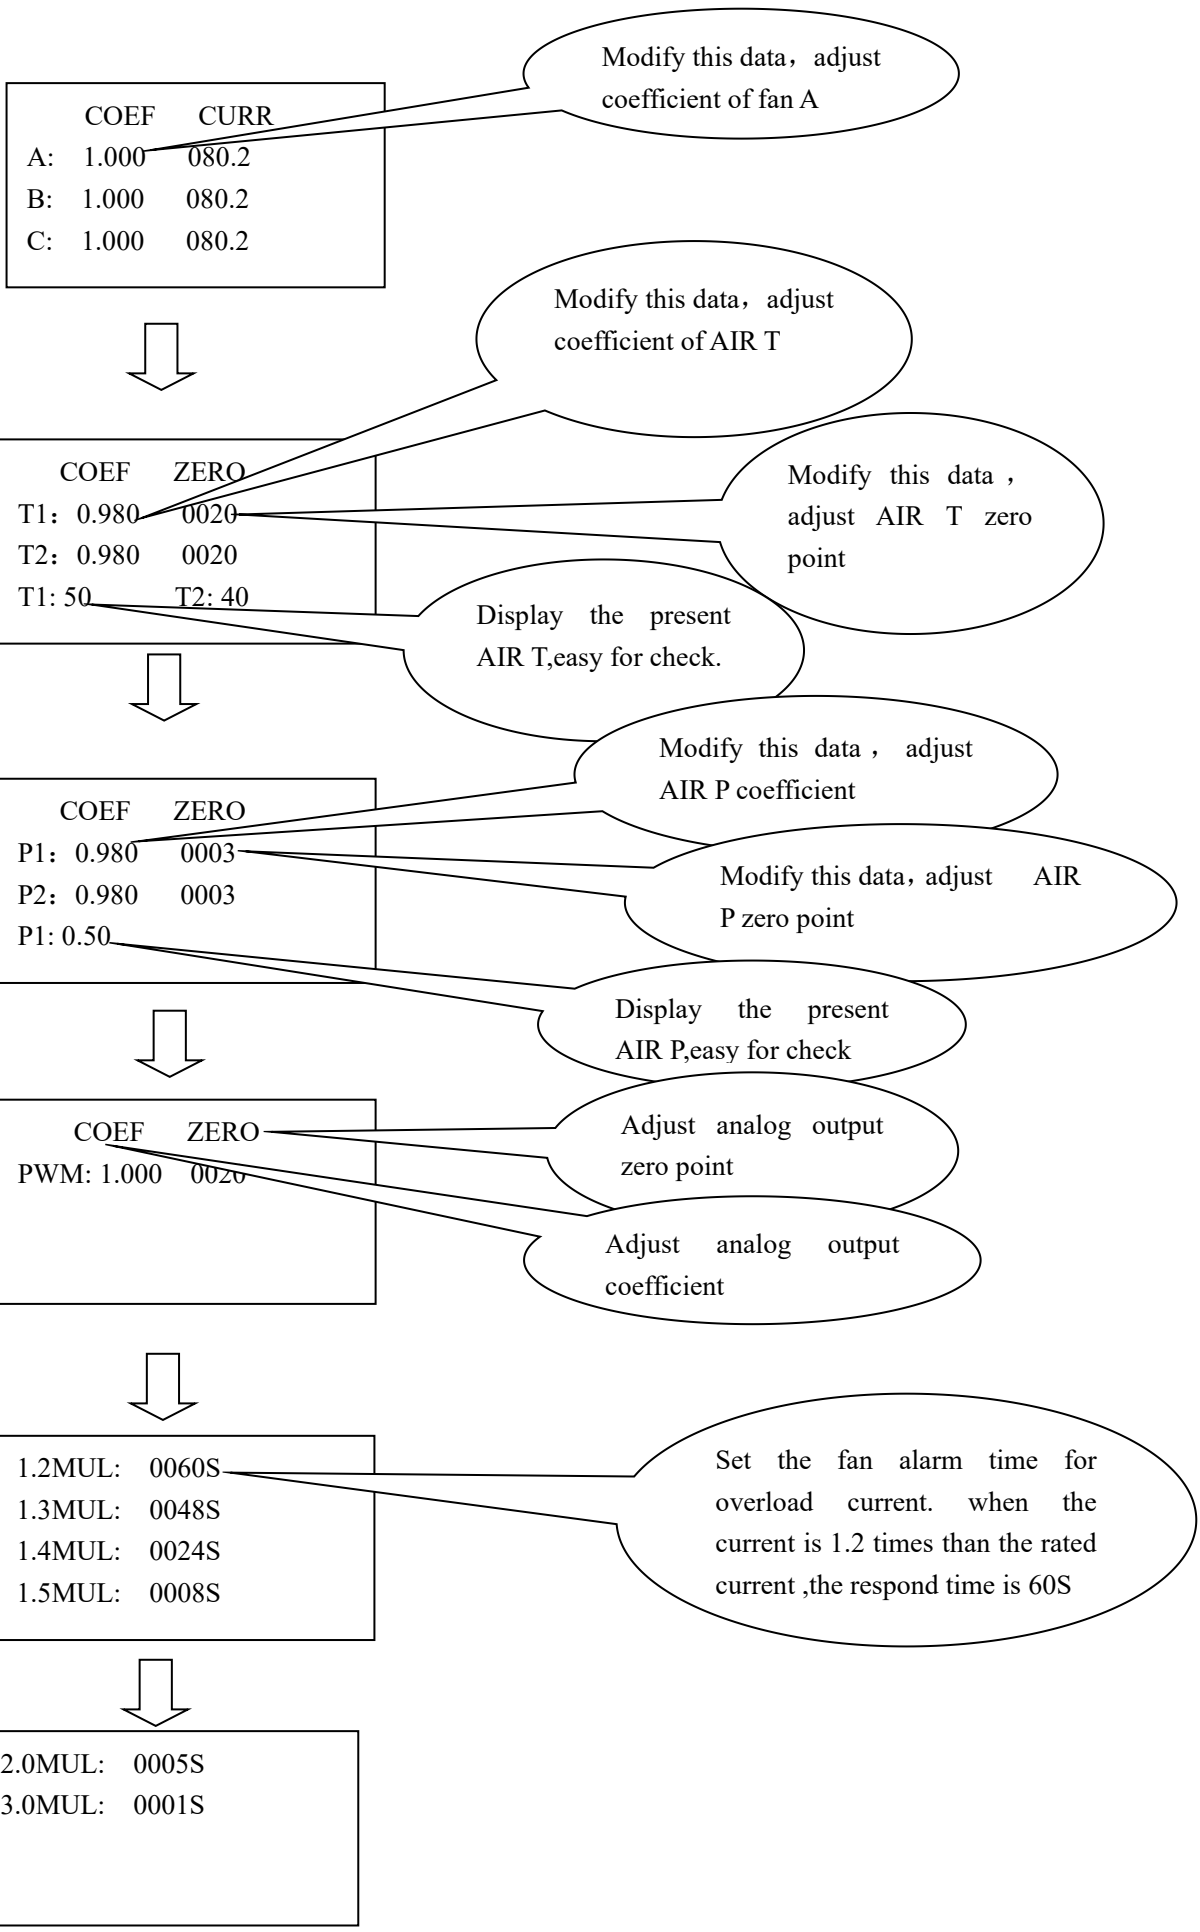 Modify this data，adjust
coefficient of fan A
COEF CURR
A: 1.000 080.2
B: 1.000 080.2
C: 1.000 080.2
Modify this data，adjust
coefficient of AIR T
COEF ZERO
T1：0.980 0020
T2：0.980 0020
T1: 50 T2: 40
Modify this data，
adjust AIR T zero
point
Display the present
AIR T,easy for check.
COEF ZERO
P1：0.980 0003
P2：0.980 0003
P1: 0.50
Modify this data， adjust
AIR P coefficient
Modify this data，adjust AIR
P zero point
Display the present
AIR P,easy for check
COEF ZERO
PWM: 1.000 0020
Adjust analog output
zero point
Adjust analog output
coefficient
1.2MUL: 0060S
1.3MUL: 0048S
1.4MUL: 0024S
1.5MUL: 0008S
Set the fan alarm time for
overload current. when the
current is 1.2 times than the rated
current ,the respond time is 60S
2.0MUL: 0005S
3.0MUL: 0001S